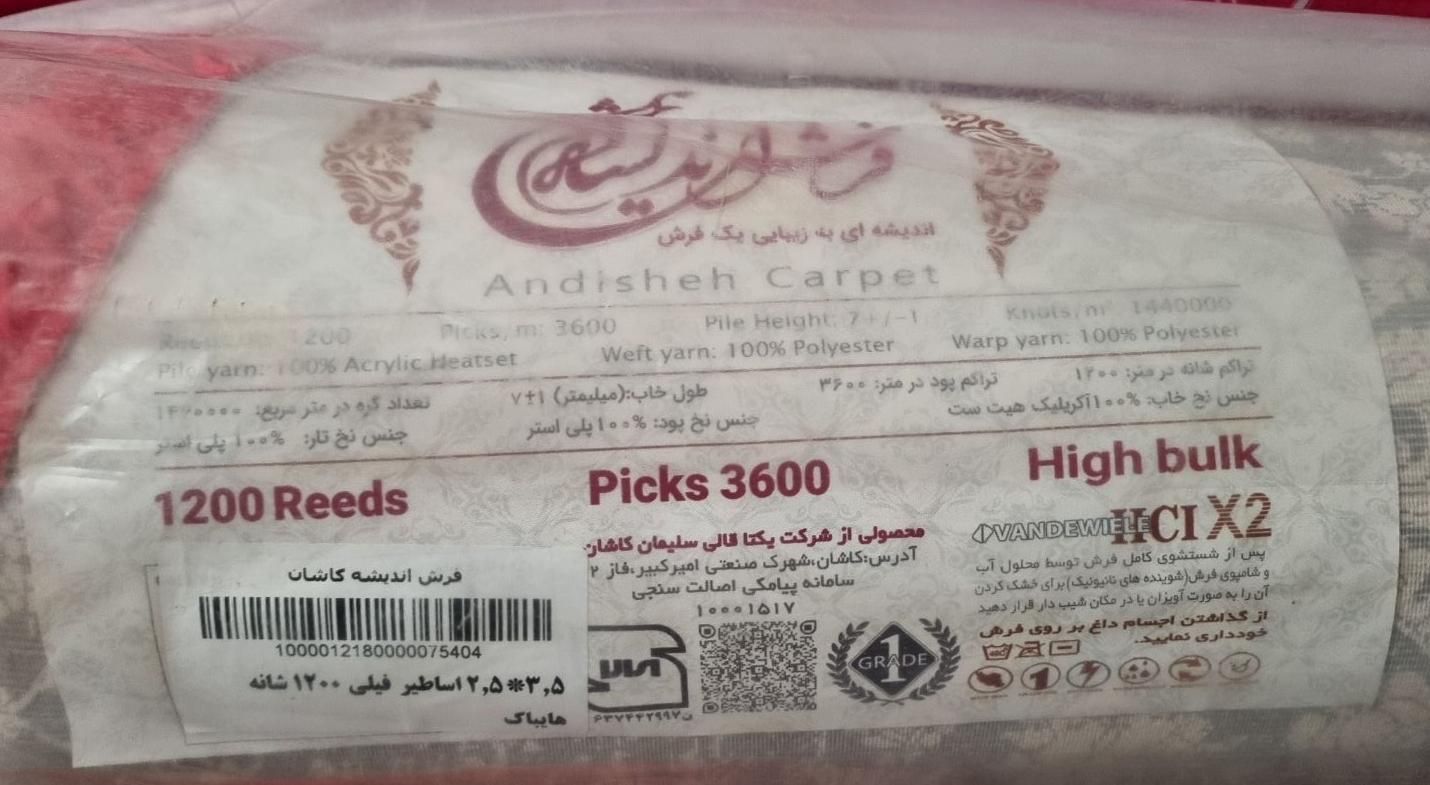 فرش اندیشه
اندیشه ای به زیبایی یک فرش
Andisheh Carpet
1200 Picks/m: 3600 Pile Height: 7+/-1 Knots/m² 1440000
Pile yarn: 100% Acrylic Heatset Weft yarn: 100% Polyester Warp yarn: 100% Polyester
تراکم شانه در متر: ۱۲۰۰ تراکم پود در متر: ۳۶۰۰ طول خاب:(میلیمتر) ۷±۱ تعداد گره در متر مربع:
جنس نخ خاب: ۱۰۰%آکریلیک هیت ست جنس نخ پود: ۱۰۰%پلی استر جنس نخ تار: ۱۰۰% پلی استر
1200 Reeds Picks 3600 High bulk
VANDEWIELE HCI X2
پس از شستشوی کامل فرش توسط محلول آب
و شامپوی فرش(شوینده های نانیونیک)برای خشک کردن
آن را به صورت آویزان یا در مکان شیب دار قرار دهید
از گذاشتن اجسام داغ بر روی فرش
خودداری نمایید.
محصولی از شرکت یکتا قالی سلیمان کاشان
آدرس:کاشان،شهرک صنعتی امیرکبیر،فاز ۲
سامانه پیامکی اصالت سنجی
۱۰۰۰۱۵۱۷
1
GRADE
فرش اندیشه کاشان
1000012180000075404
۲,۵*۳,۵ اساطیر فیلی ۱۲۰۰ شانه
هایباک